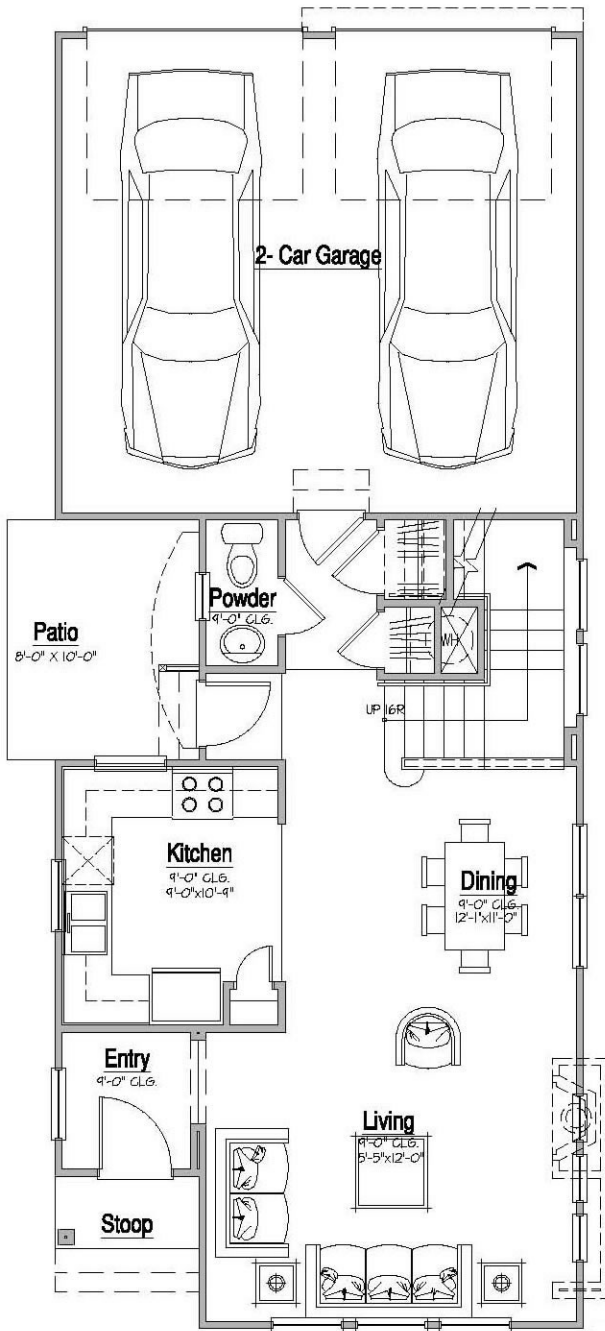 2- Car Garage
Powder
9'-0" CLG.
Patio
8'-0" X 10'-0"
WH
UP 16R
Kitchen
9'-0" CLG.
9'-0"x10'-9"
Dining
9'-0" CLG.
12'-1"x11'-0"
Entry
9'-0" CLG.
Living
9'-0" CLG.
5'-5"x12'-0"
Stoop